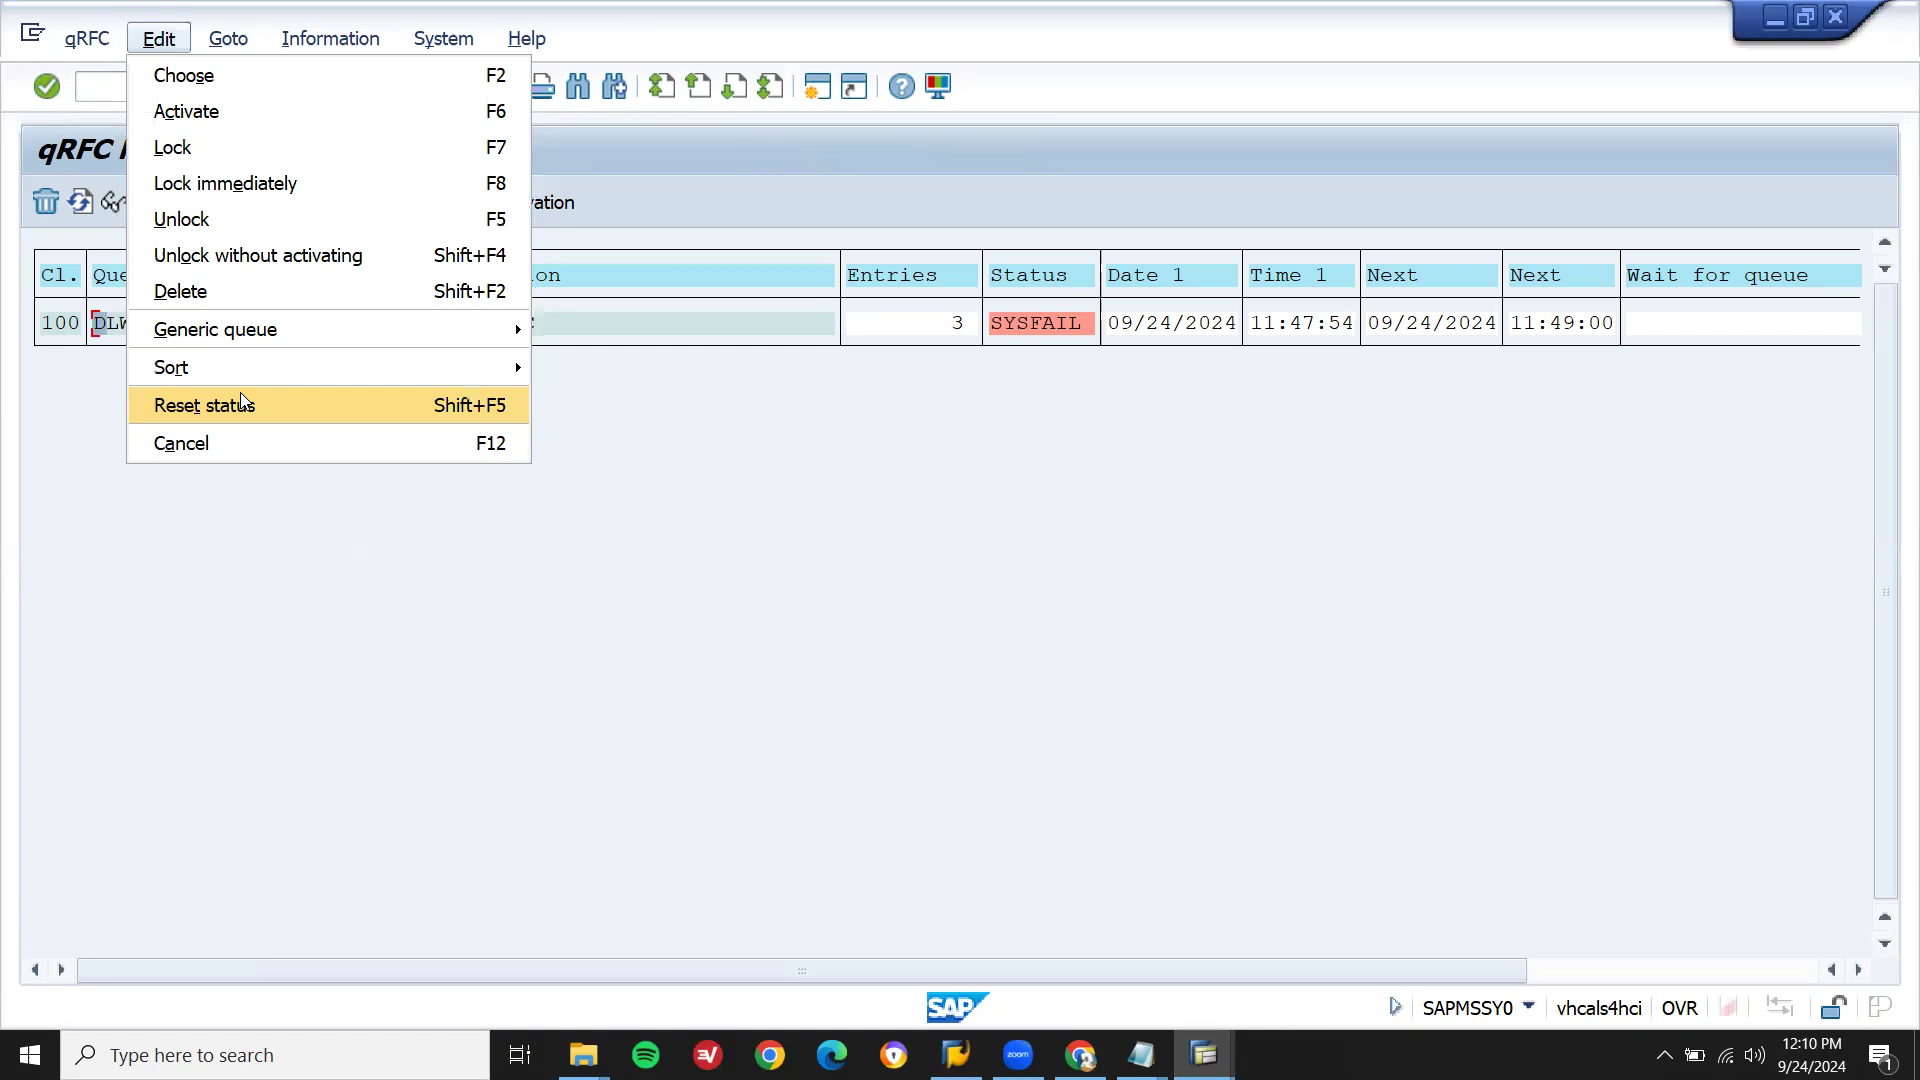 qRFC Edit Goto Information System Help
Choose F2
Activate F6
Lock F7
Lock immediately F8
Unlock F5
Unlock without activating Shift+F4
Delete Shift+F2
Generic queue
Sort
Reset status Shift+F5
Cancel F12
qRFC
vation
Cl. Que on Entries Status Date 1 Time 1 Next Next Wait for queue
100 DLW 3 SYSFAIL 09/24/2024 11:47:54 09/24/2024 11:49:00
SAP
SAPMSSY0 vhcals4hci OVR
Type here to search
zoom
12:10 PM
9/24/2024
1